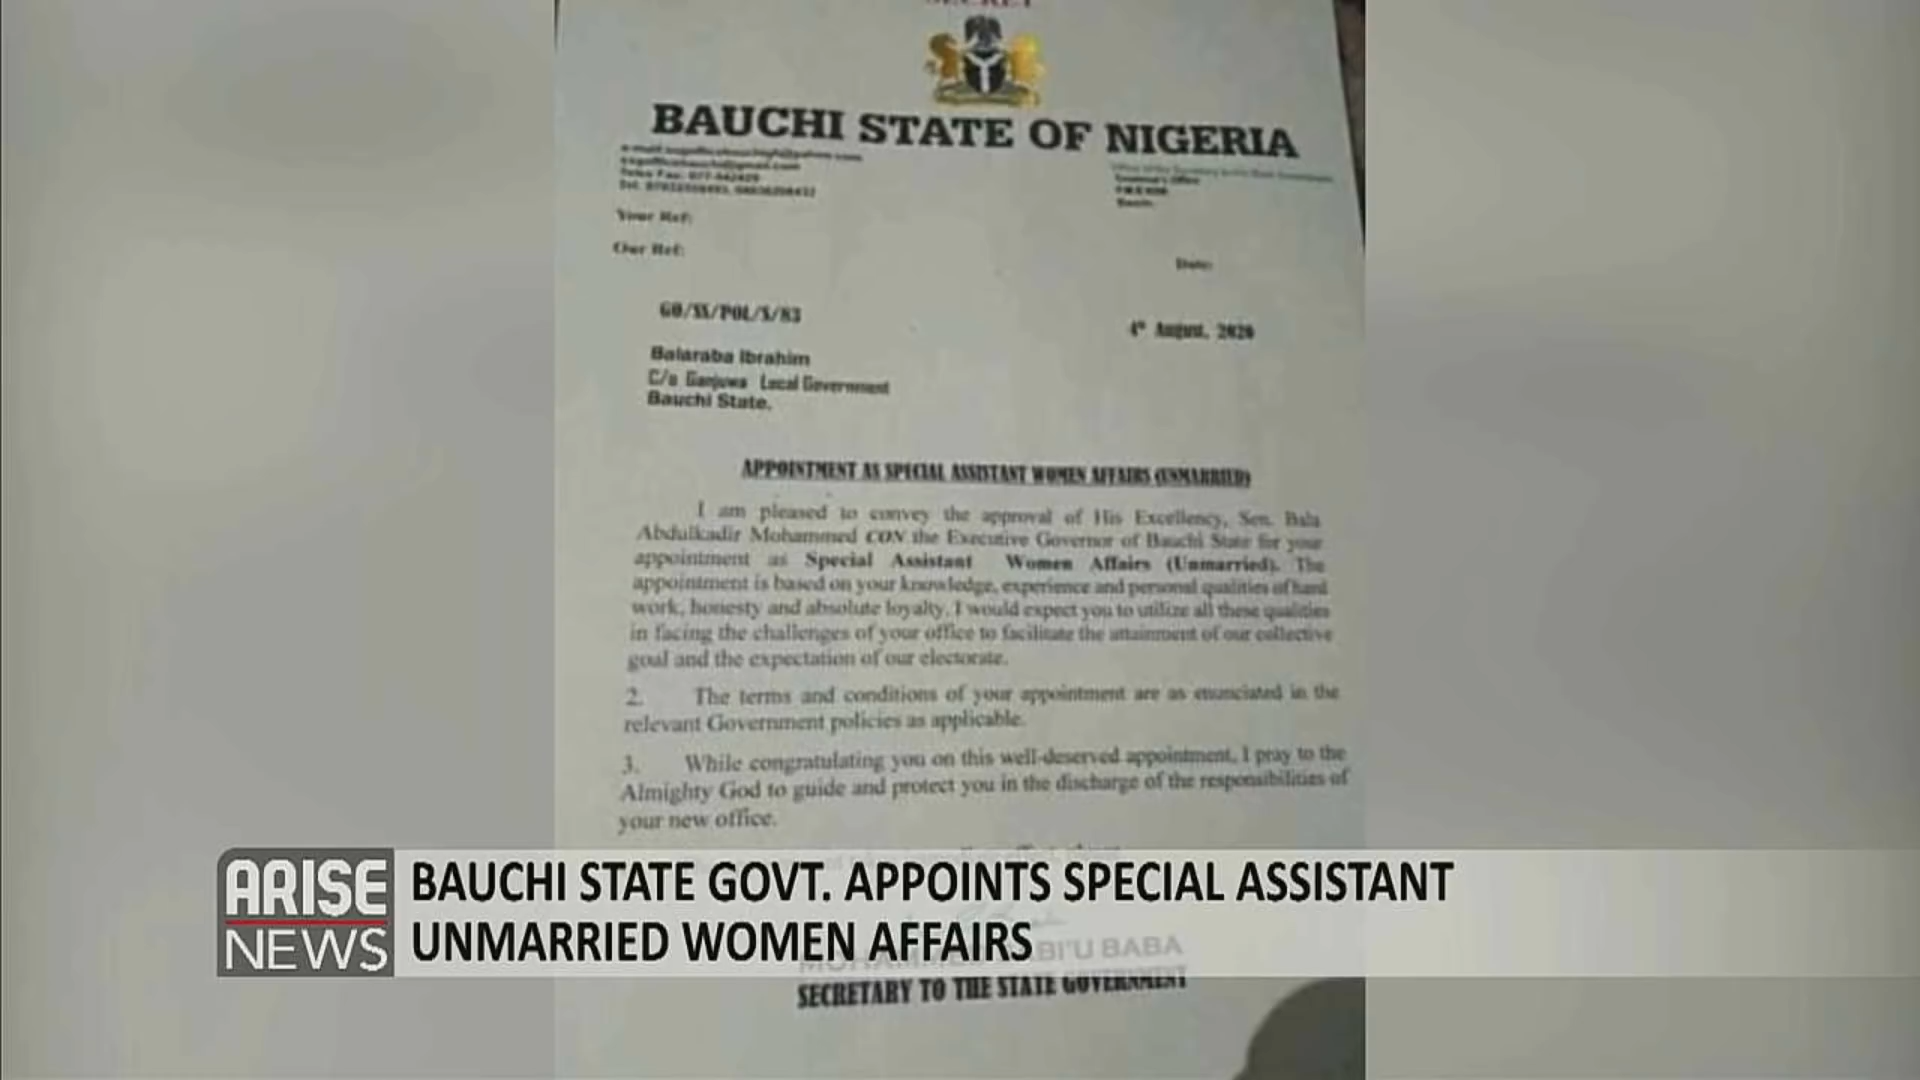 SECRET
BAUCHI STATE OF NIGERIA
Your Ref:
Our Ref:
Date:
GO/SS/POL/S/83
4th August, 2020
Balaraba Ibrahim
C/o Ganjuwa Local Government
Bauchi State.
APPOINTMENT AS SPECIAL ASSISTANT WOMEN AFFAIRS (UNMARRIED)
I am pleased to convey the approval of His Excellency, Sen. Bala
Abdulkadir Mohammed CON the Executive Governor of Bauchi State for your
appointment as Special Assistant Women Affairs (Unmarried). The
appointment is based on your knowledge, experience and personal qualities of hard
work, honesty and absolute loyalty. I would expect you to utilize all these qualities
in facing the challenges of your office to facilitate the attainment of our collective
goal and the expectation of our electorate.
2. The terms and conditions of your appointment are as enunciated in the
relevant Government policies as applicable.
3. While congratulating you on this well-deserved appointment, I pray to the
Almighty God to guide and protect you in the discharge of the responsibilities of
your new office.
ARISE
NEWS
BAUCHI STATE GOVT. APPOINTS SPECIAL ASSISTANT
UNMARRIED WOMEN AFFAIRS
BABA
SECRETARY TO THE STATE GOVERNMENT